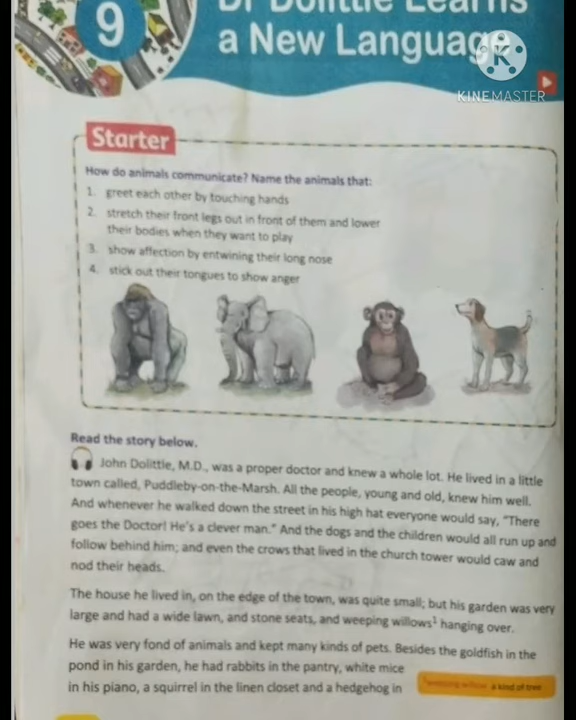 9
Dr Dolittle Learns
a New Language
K
KINEMASTER
Starter
How do animals communicate? Name the animals that:
1. greet each other by touching hands
2. stretch their front legs out in front of them and lower
their bodies when they want to play
3. show affection by entwining their long nose
4. stick out their tongues to show anger
Read the story below.
John Dolittle, M.D., was a proper doctor and knew a whole lot. He lived in a little
town called, Puddleby-on-the-Marsh. All the people, young and old, knew him well.
And whenever he walked down the street in his high hat everyone would say, "There
goes the Doctor! He's a clever man." And the dogs and the children would all run up and
follow behind him; and even the crows that lived in the church tower would caw and
nod their heads.
The house he lived in, on the edge of the town, was quite small; but his garden was very
large and had a wide lawn, and stone seats, and weeping willows¹ hanging over.
He was very fond of animals and kept many kinds of pets. Besides the goldfish in the
pond in his garden, he had rabbits in the pantry, white mice
in his piano, a squirrel in the linen closet and a hedgehog in
¹weeping willow: a kind of tree